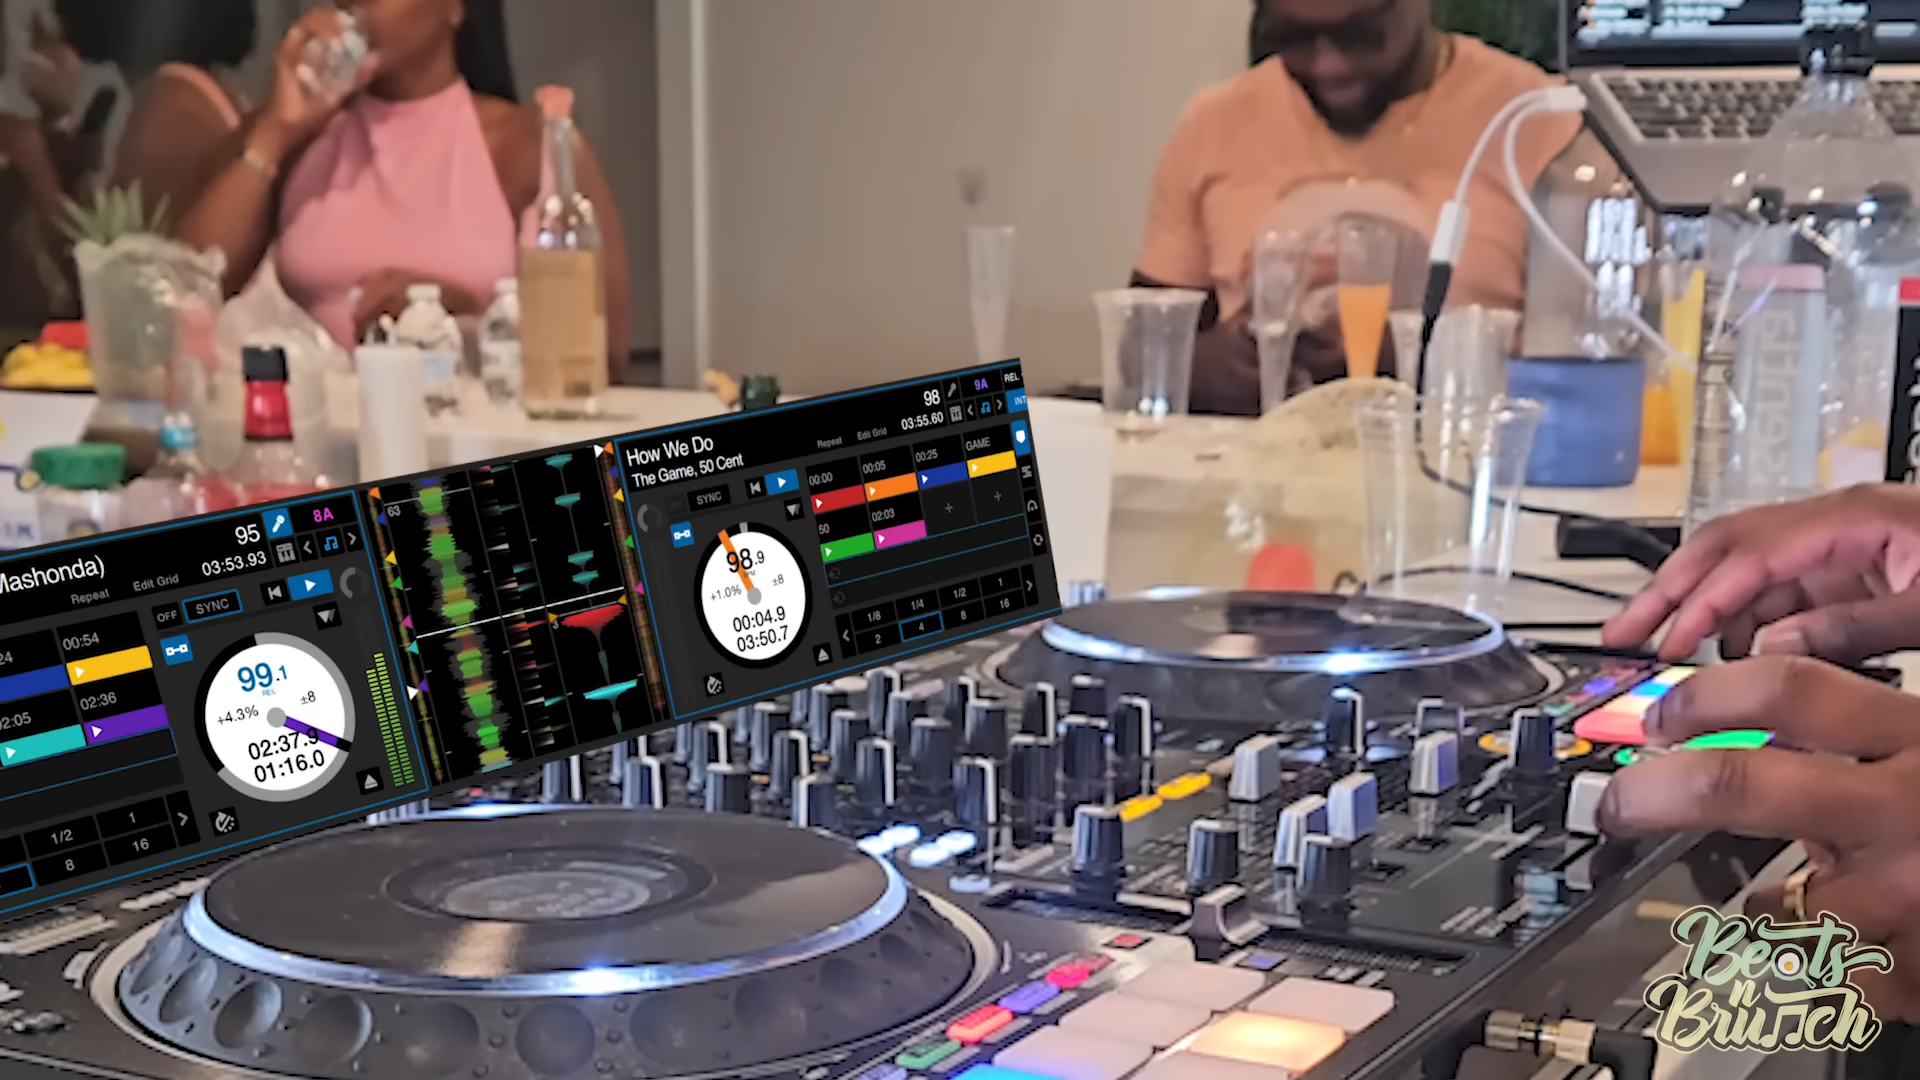 Mashonda)
95
8A
03:53.93
Repeat
Edit Grid
OFF
SYNC
24
00:54
02:05
02:36
99.1
REL
+4.3%
±8
02:37.9
01:16.0
1/2
1
8
16
63
3
How We Do
The Game, 50 Cent
98
9A
REL
03:55.60
INT
Repeat
Edit Grid
SYNC
00:00
00:05
00:25
GAME
50
02:03
98.9
+1.0%
±8
00:04.9
03:50.7
1/8
1/4
1/2
1
2
4
8
16
Beats
n
Brunch